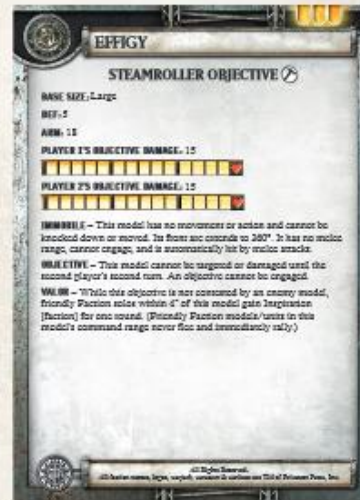 EFFIGY
STEAMROLLER OBJECTIVE
BASE SIZE: Large
DEF: 5
ARM: 18
PLAYER 1'S OBJECTIVE DAMAGE: 15
PLAYER 2'S OBJECTIVE DAMAGE: 15
IMMOBILE – This model has no movement or action and cannot be
knocked down or moved. Its front arc extends to 360°. It has no melee
range, cannot engage, and is automatically hit by melee attacks.
OBJECTIVE – This model cannot be targeted or damaged until the
second player's second turn. An objective cannot be engaged.
VALOR – While this objective is not contested by an enemy model,
friendly Faction solos within 4" of this model gain Inspiration
[faction] for one round. (Friendly Faction models/units in this
model's command range never flee and immediately rally.)
All Rights Reserved.